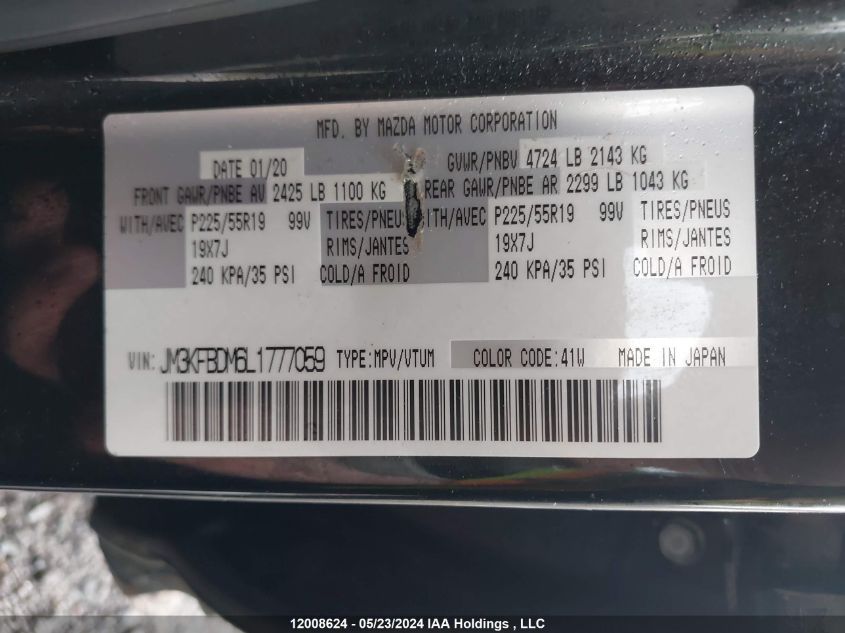 MFD. BY MAZDA MOTOR CORPORATION
DATE 01/20 GVWR/PNBV 4724 LB 2143 KG
FRONT GAWR/PNBE AV 2425 LB 1100 KG REAR GAWR/PNBE AR 2299 LB 1043 KG
WITH/AVEC P225/55R19 99V TIRES/PNEU ITH/AVEC P225/55R19 99V TIRES/PNEUS
19X7J RIMS/JANTES 19X7J RIMS/JANTES
240 KPA/35 PSI COLD/A FROID 240 KPA/35 PSI COLD/A FROID
VIN: JM3KFBDM6L1777059 TYPE:MPV/VTUM COLOR CODE:41W MADE IN JAPAN
12008624 - 05/23/2024 IAA Holdings , LLC